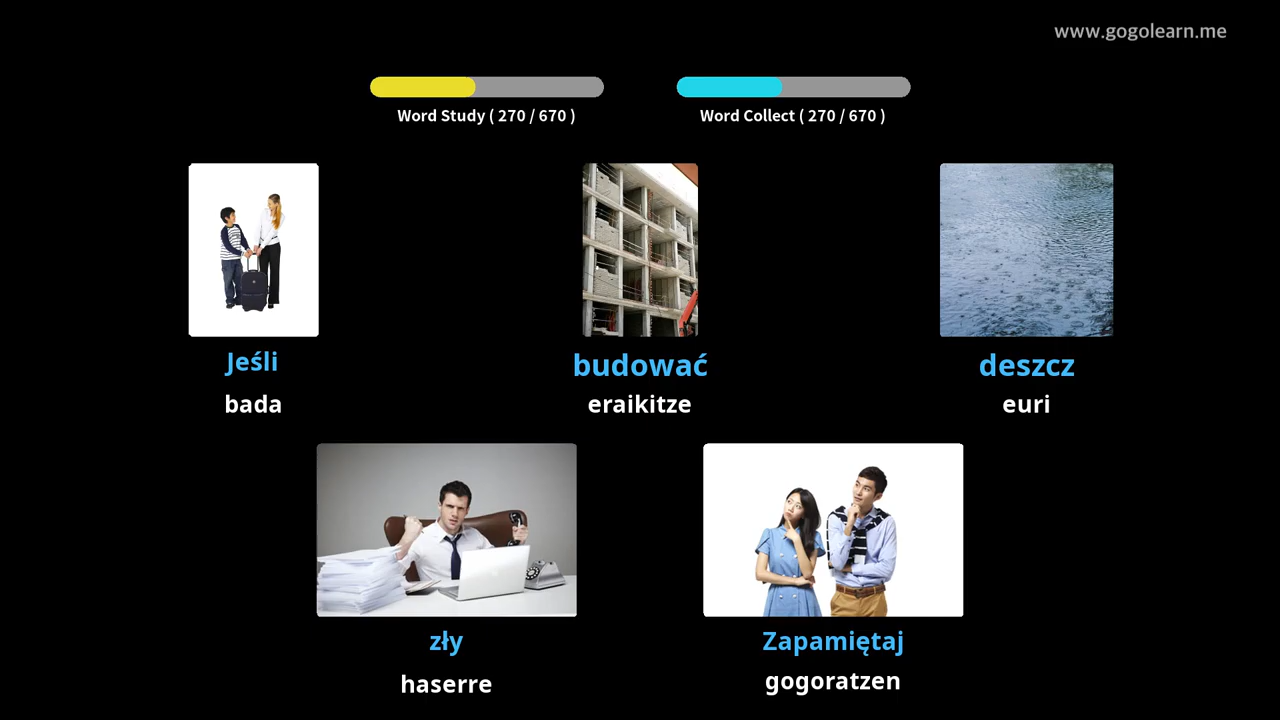 www.gogolearn.me
Word Study ( 270 / 670 )
Word Collect ( 270 / 670 )
Jeśli
bada
budować
eraikitze
deszcz
euri
zły
haserre
Zapamiętaj
gogoratzen